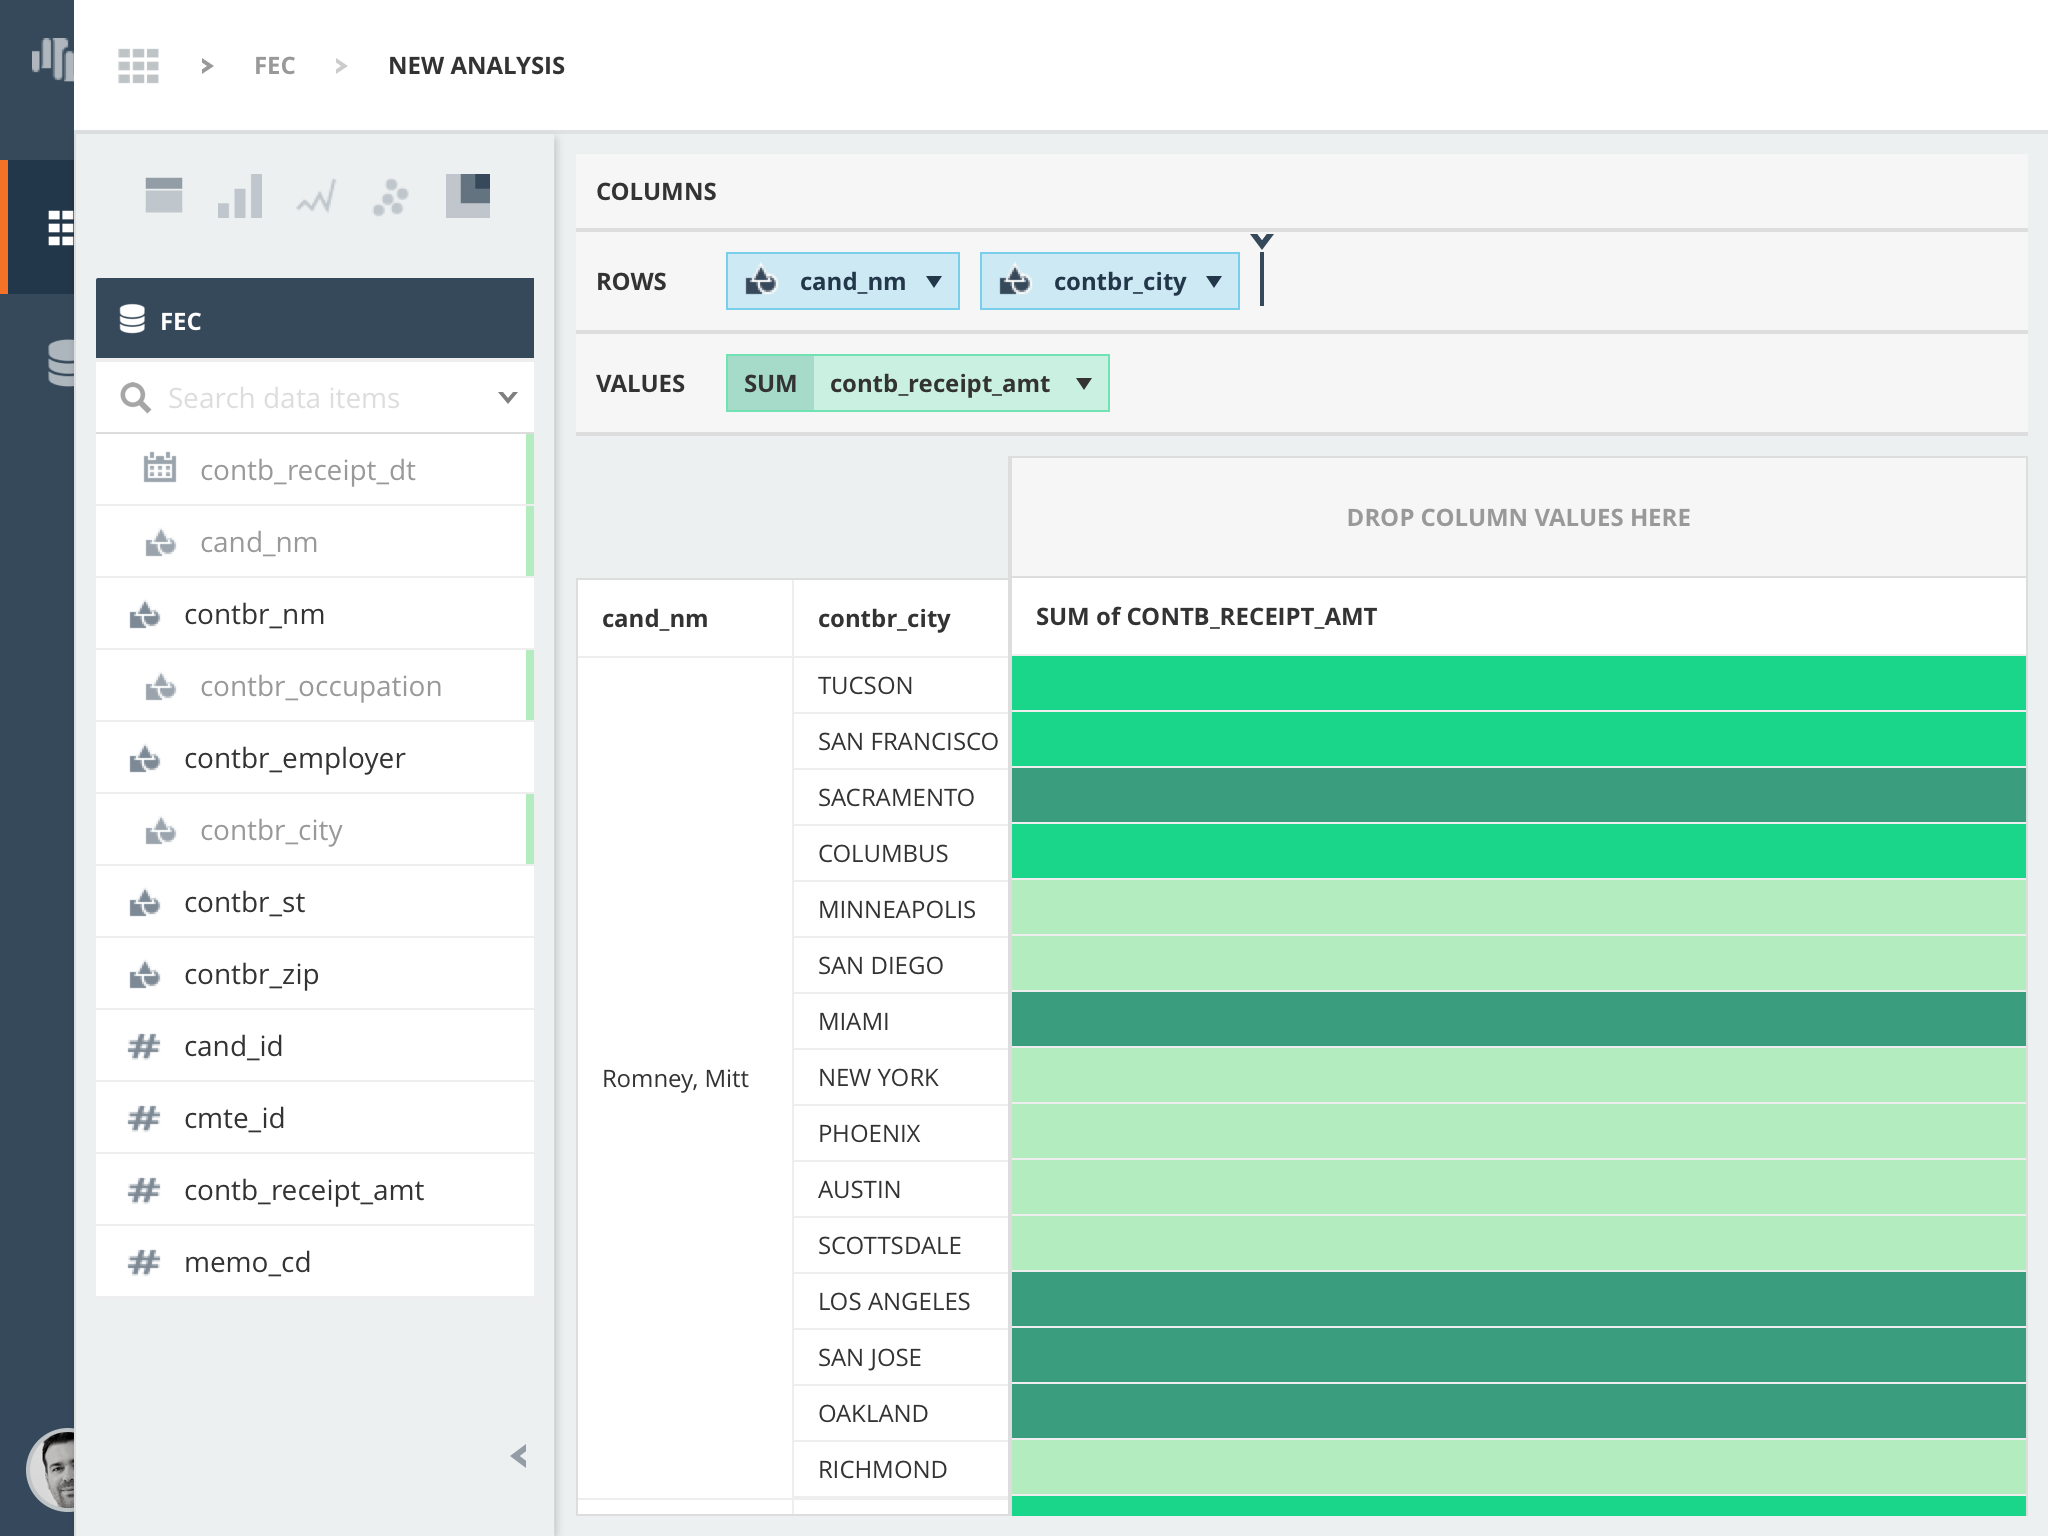 FEC
NEW ANALYSIS
FEC
Search data items
contb_receipt_dt
cand_nm
contbr_nm
contbr_occupation
contbr_employer
contbr_city
contbr_st
contbr_zip
cand_id
cmte_id
contb_receipt_amt
memo_cd
COLUMNS
ROWS cand_nm contbr_city
VALUES SUM contb_receipt_amt
DROP COLUMN VALUES HERE
cand_nm contbr_city SUM of CONTB_RECEIPT_AMT
TUCSON
SAN FRANCISCO
SACRAMENTO
COLUMBUS
MINNEAPOLIS
SAN DIEGO
MIAMI
Romney, Mitt NEW YORK
PHOENIX
AUSTIN
SCOTTSDALE
LOS ANGELES
SAN JOSE
OAKLAND
RICHMOND